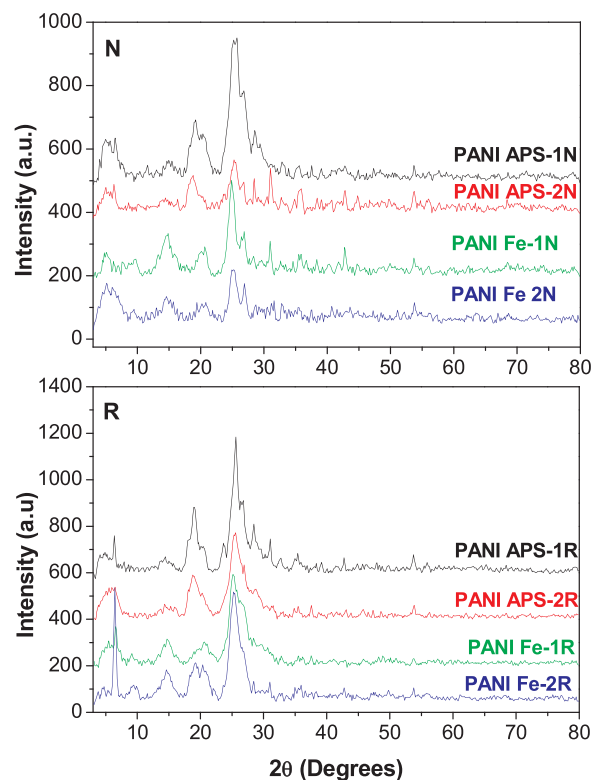 N
1000
800
600
400
200
0
Intensity (a.u.)
PANI APS-1N
PANI APS-2N
PANI Fe-1N
PANI Fe 2N
10 20 30 40 50 60 70 80
R
1400
1200
1000
800
600
400
200
0
Intensity (a.u)
PANI APS-1R
PANI APS-2R
PANI Fe-1R
PANI Fe-2R
10 20 30 40 50 60 70 80
2θ (Degrees)